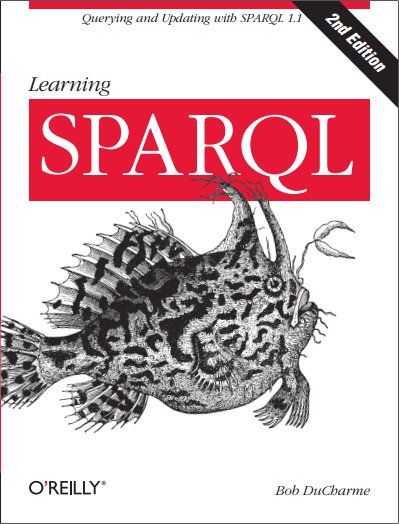 Querying and Updating with SPARQL 1.1
2nd Edition
Learning
SPARQL
O'REILLY®
Bob DuCharme